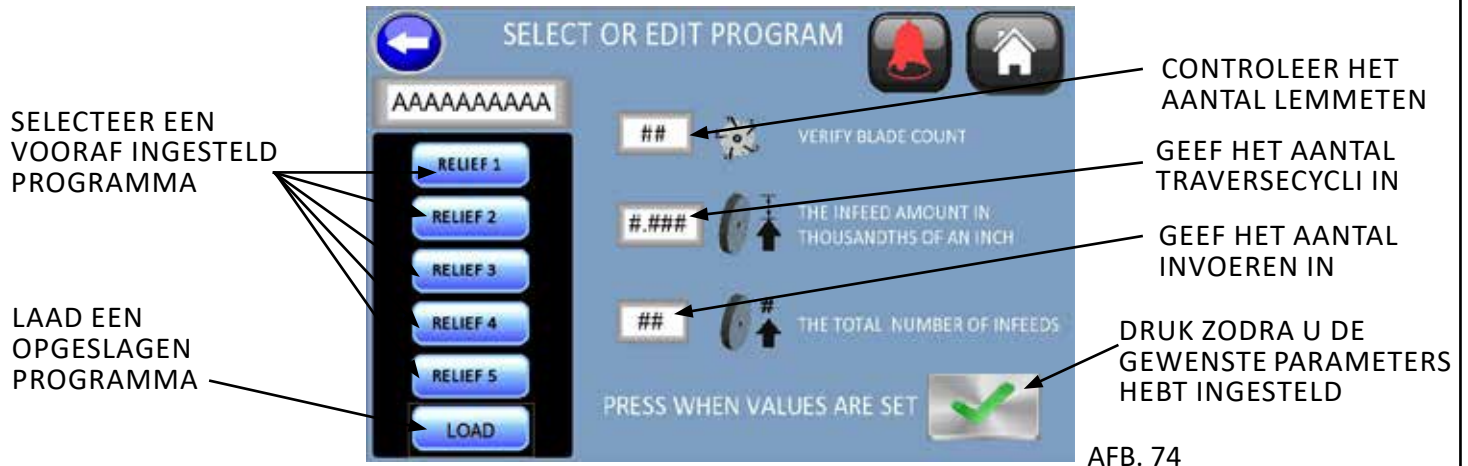 SELECTEER EEN
VOORAF INGESTELD
PROGRAMMA
LAAD EEN
OPGESLAGEN
PROGRAMMA
SELECT OR EDIT PROGRAM
AAAAAAAAAA
RELIEF 1
RELIEF 2
RELIEF 3
RELIEF 4
RELIEF 5
LOAD
##
VERIFY BLADE COUNT
#.###
THE INFEED AMOUNT IN
THOUSANDTHS OF AN INCH
##
#
THE TOTAL NUMBER OF INFEEDS
PRESS WHEN VALUES ARE SET
CONTROLEER HET
AANTAL LEMMETEN
GEEF HET AANTAL
TRAVERSECYCLI IN
GEEF HET AANTAL
INVOEREN IN
DRUK ZODRA U DE
GEWENSTE PARAMETERS
HEBT INGESTELD
AFB. 74